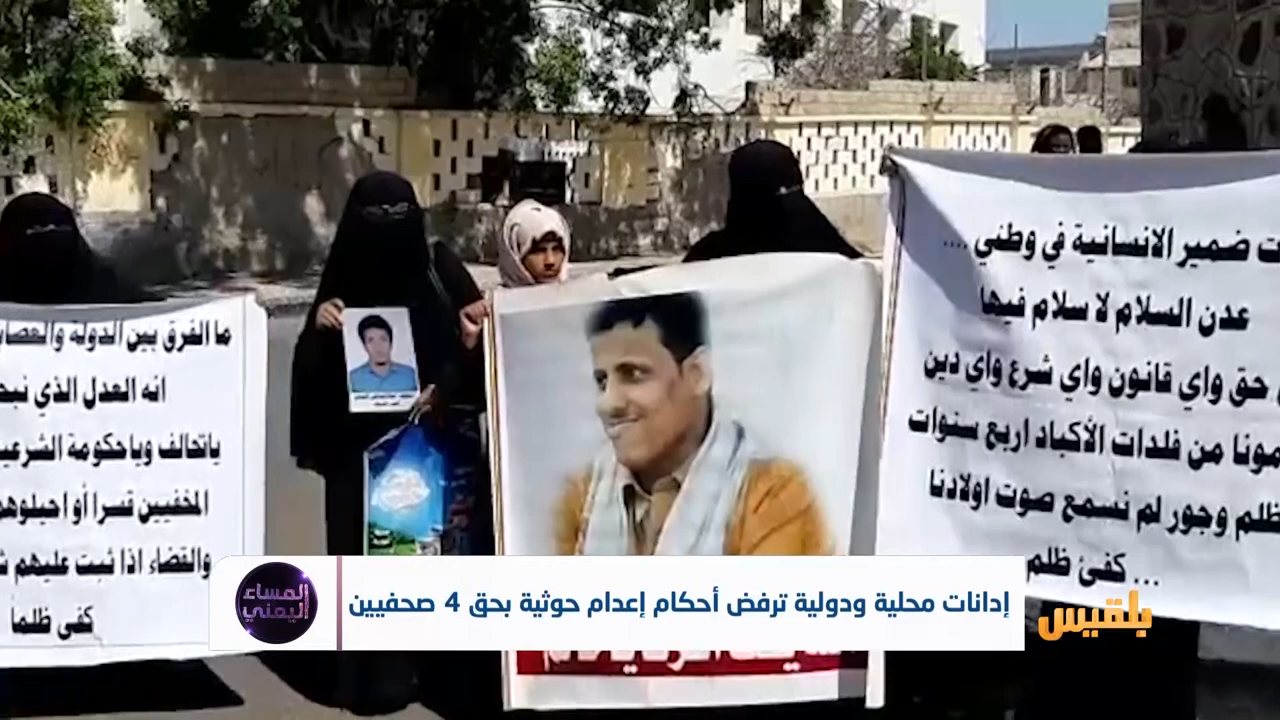 ما الفرق بين الدولة والعصا
انه العدل الذي نبح
ياتحالف وياحكومة الشرعي
المخفيين قسرا أو احيلوهم
والقضاء اذا ثبت عليهم
كفى ظلما
ضمير الانسانية في وطني ....
عدن السلام لا سلام فيها
حق واي قانون واي شرع واي دين
مونا من فلذات الأكباد اربع سنوات
ظلم وجور لم نسمع صوت اولادنا
كفى ظلم ...
إدانات محلية ودولية ترفض أحكام إعدام حوثية بحق 4 صحفيين
المساء
اليمني
بلقيس